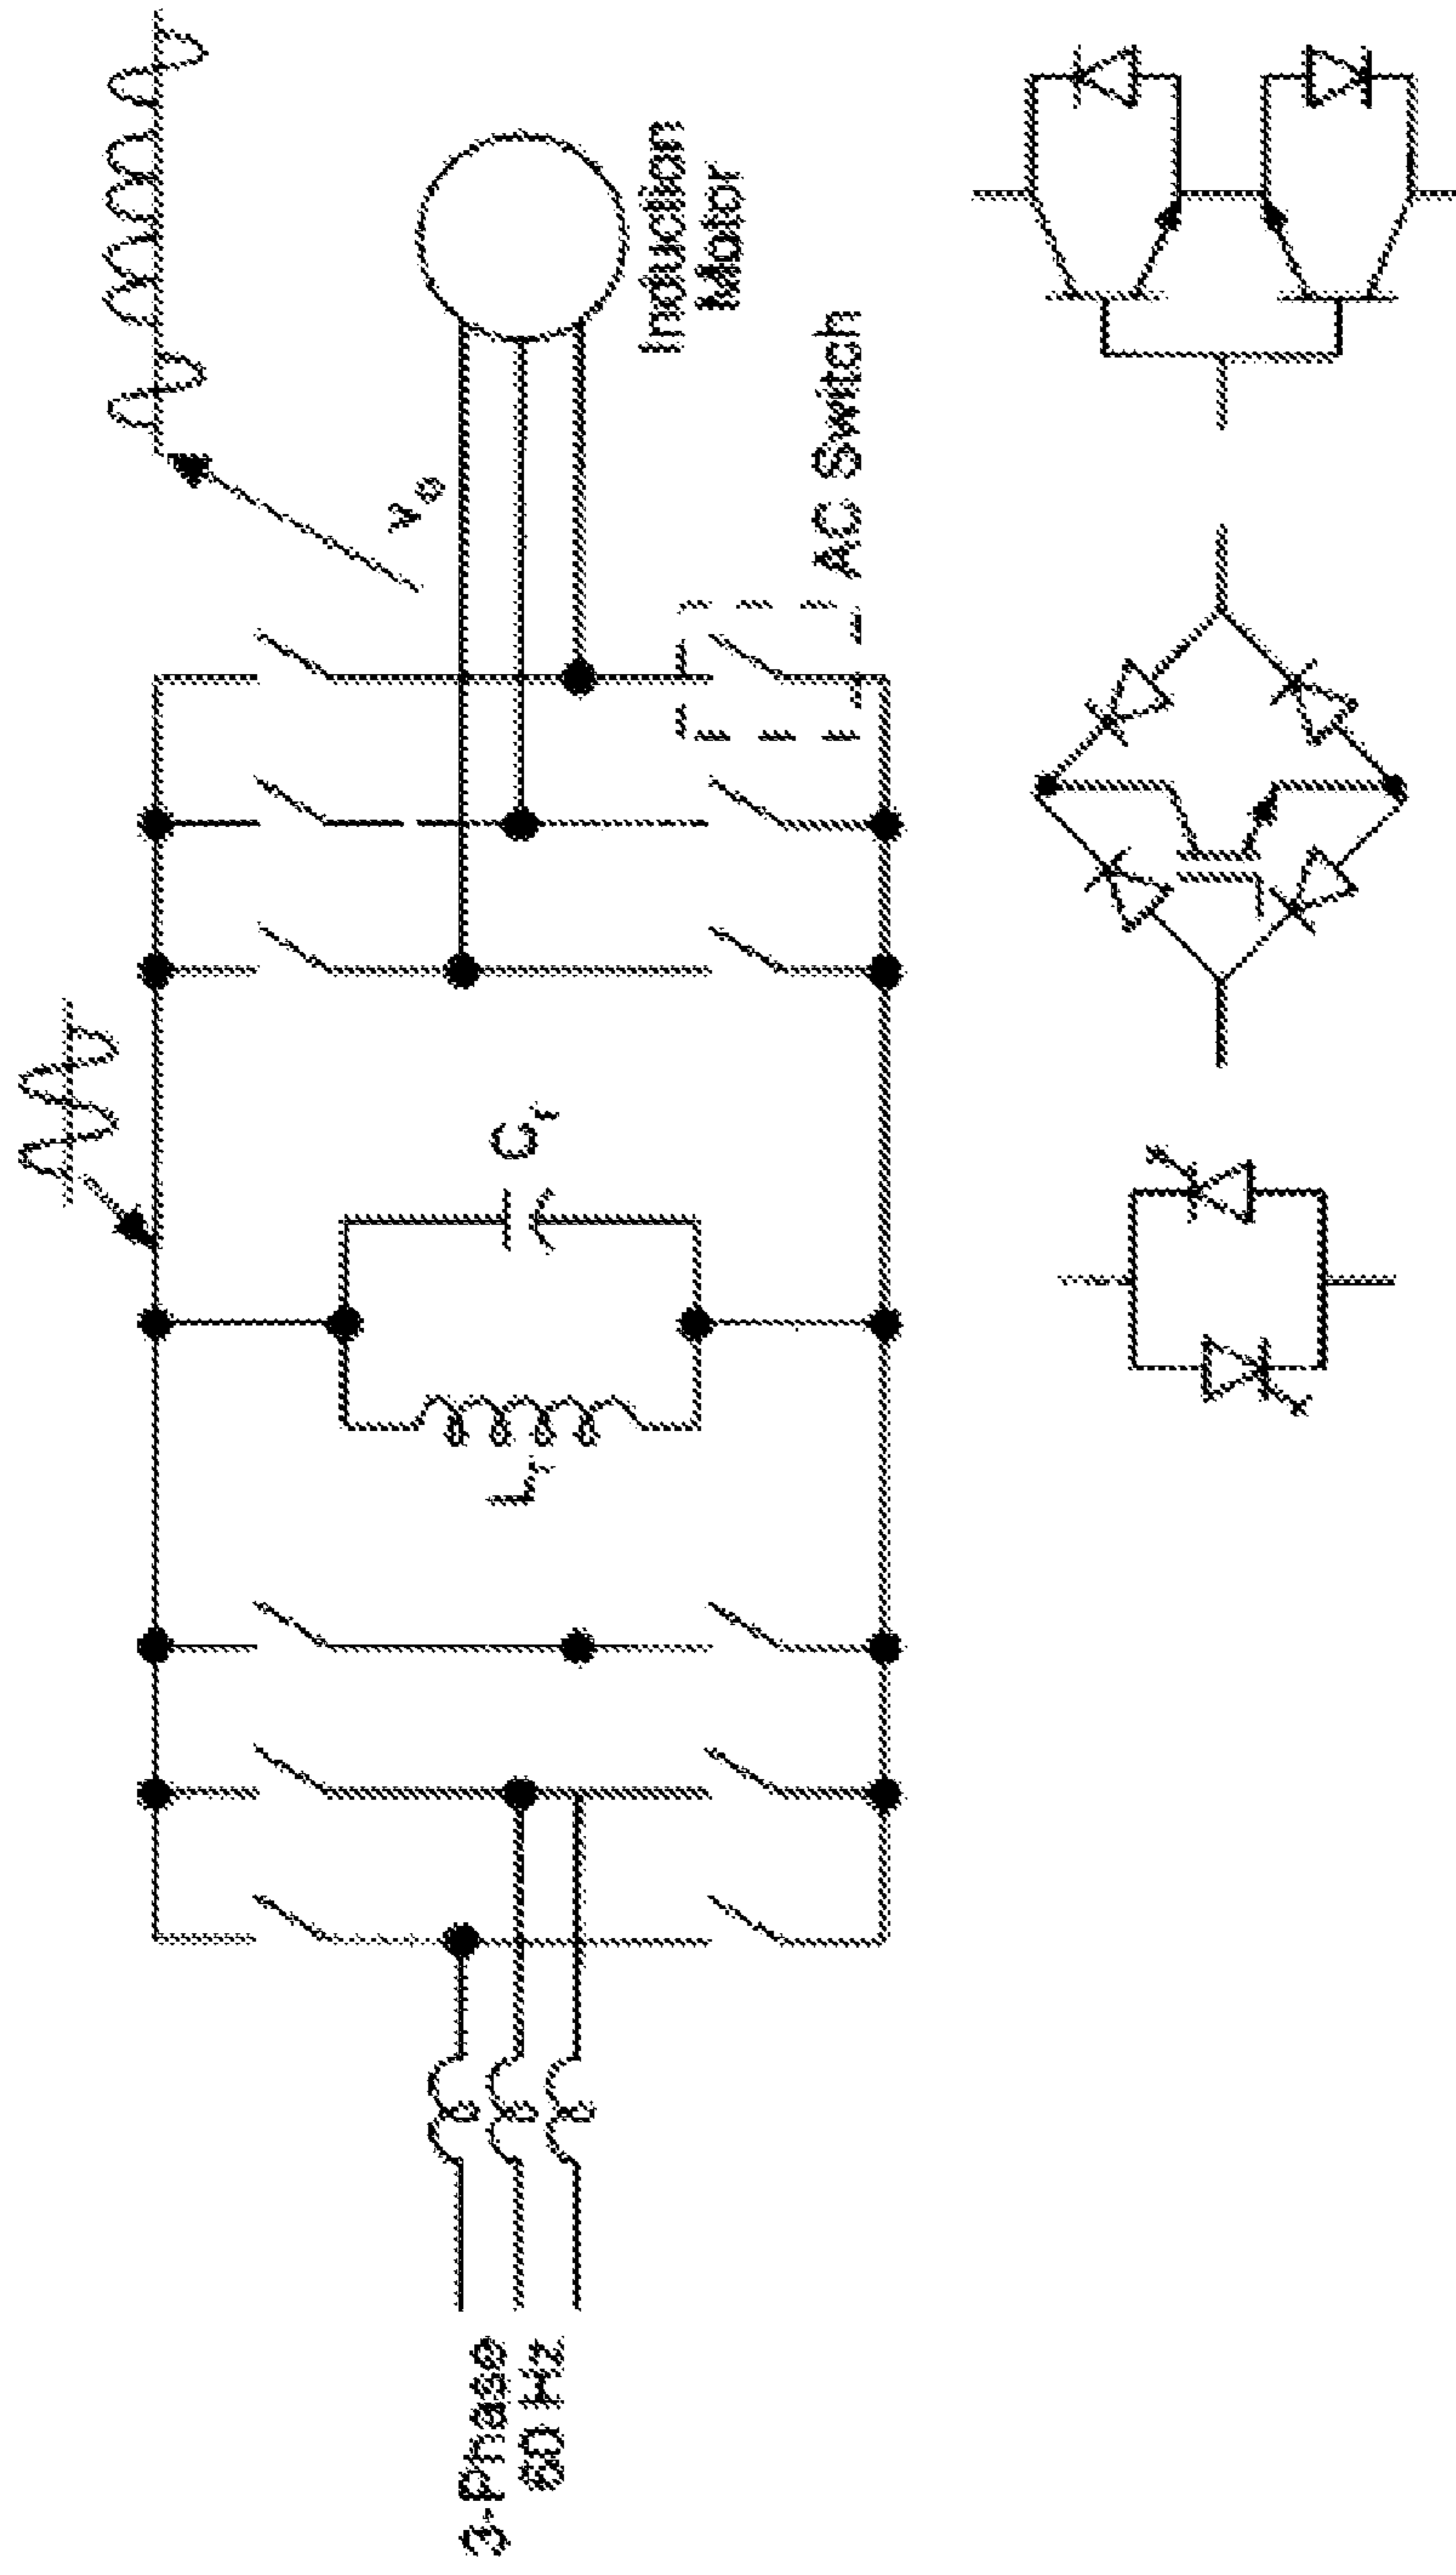 3-Phase
60 Hz
Lr
Cr
vo
Induction
Motor
AC Switch